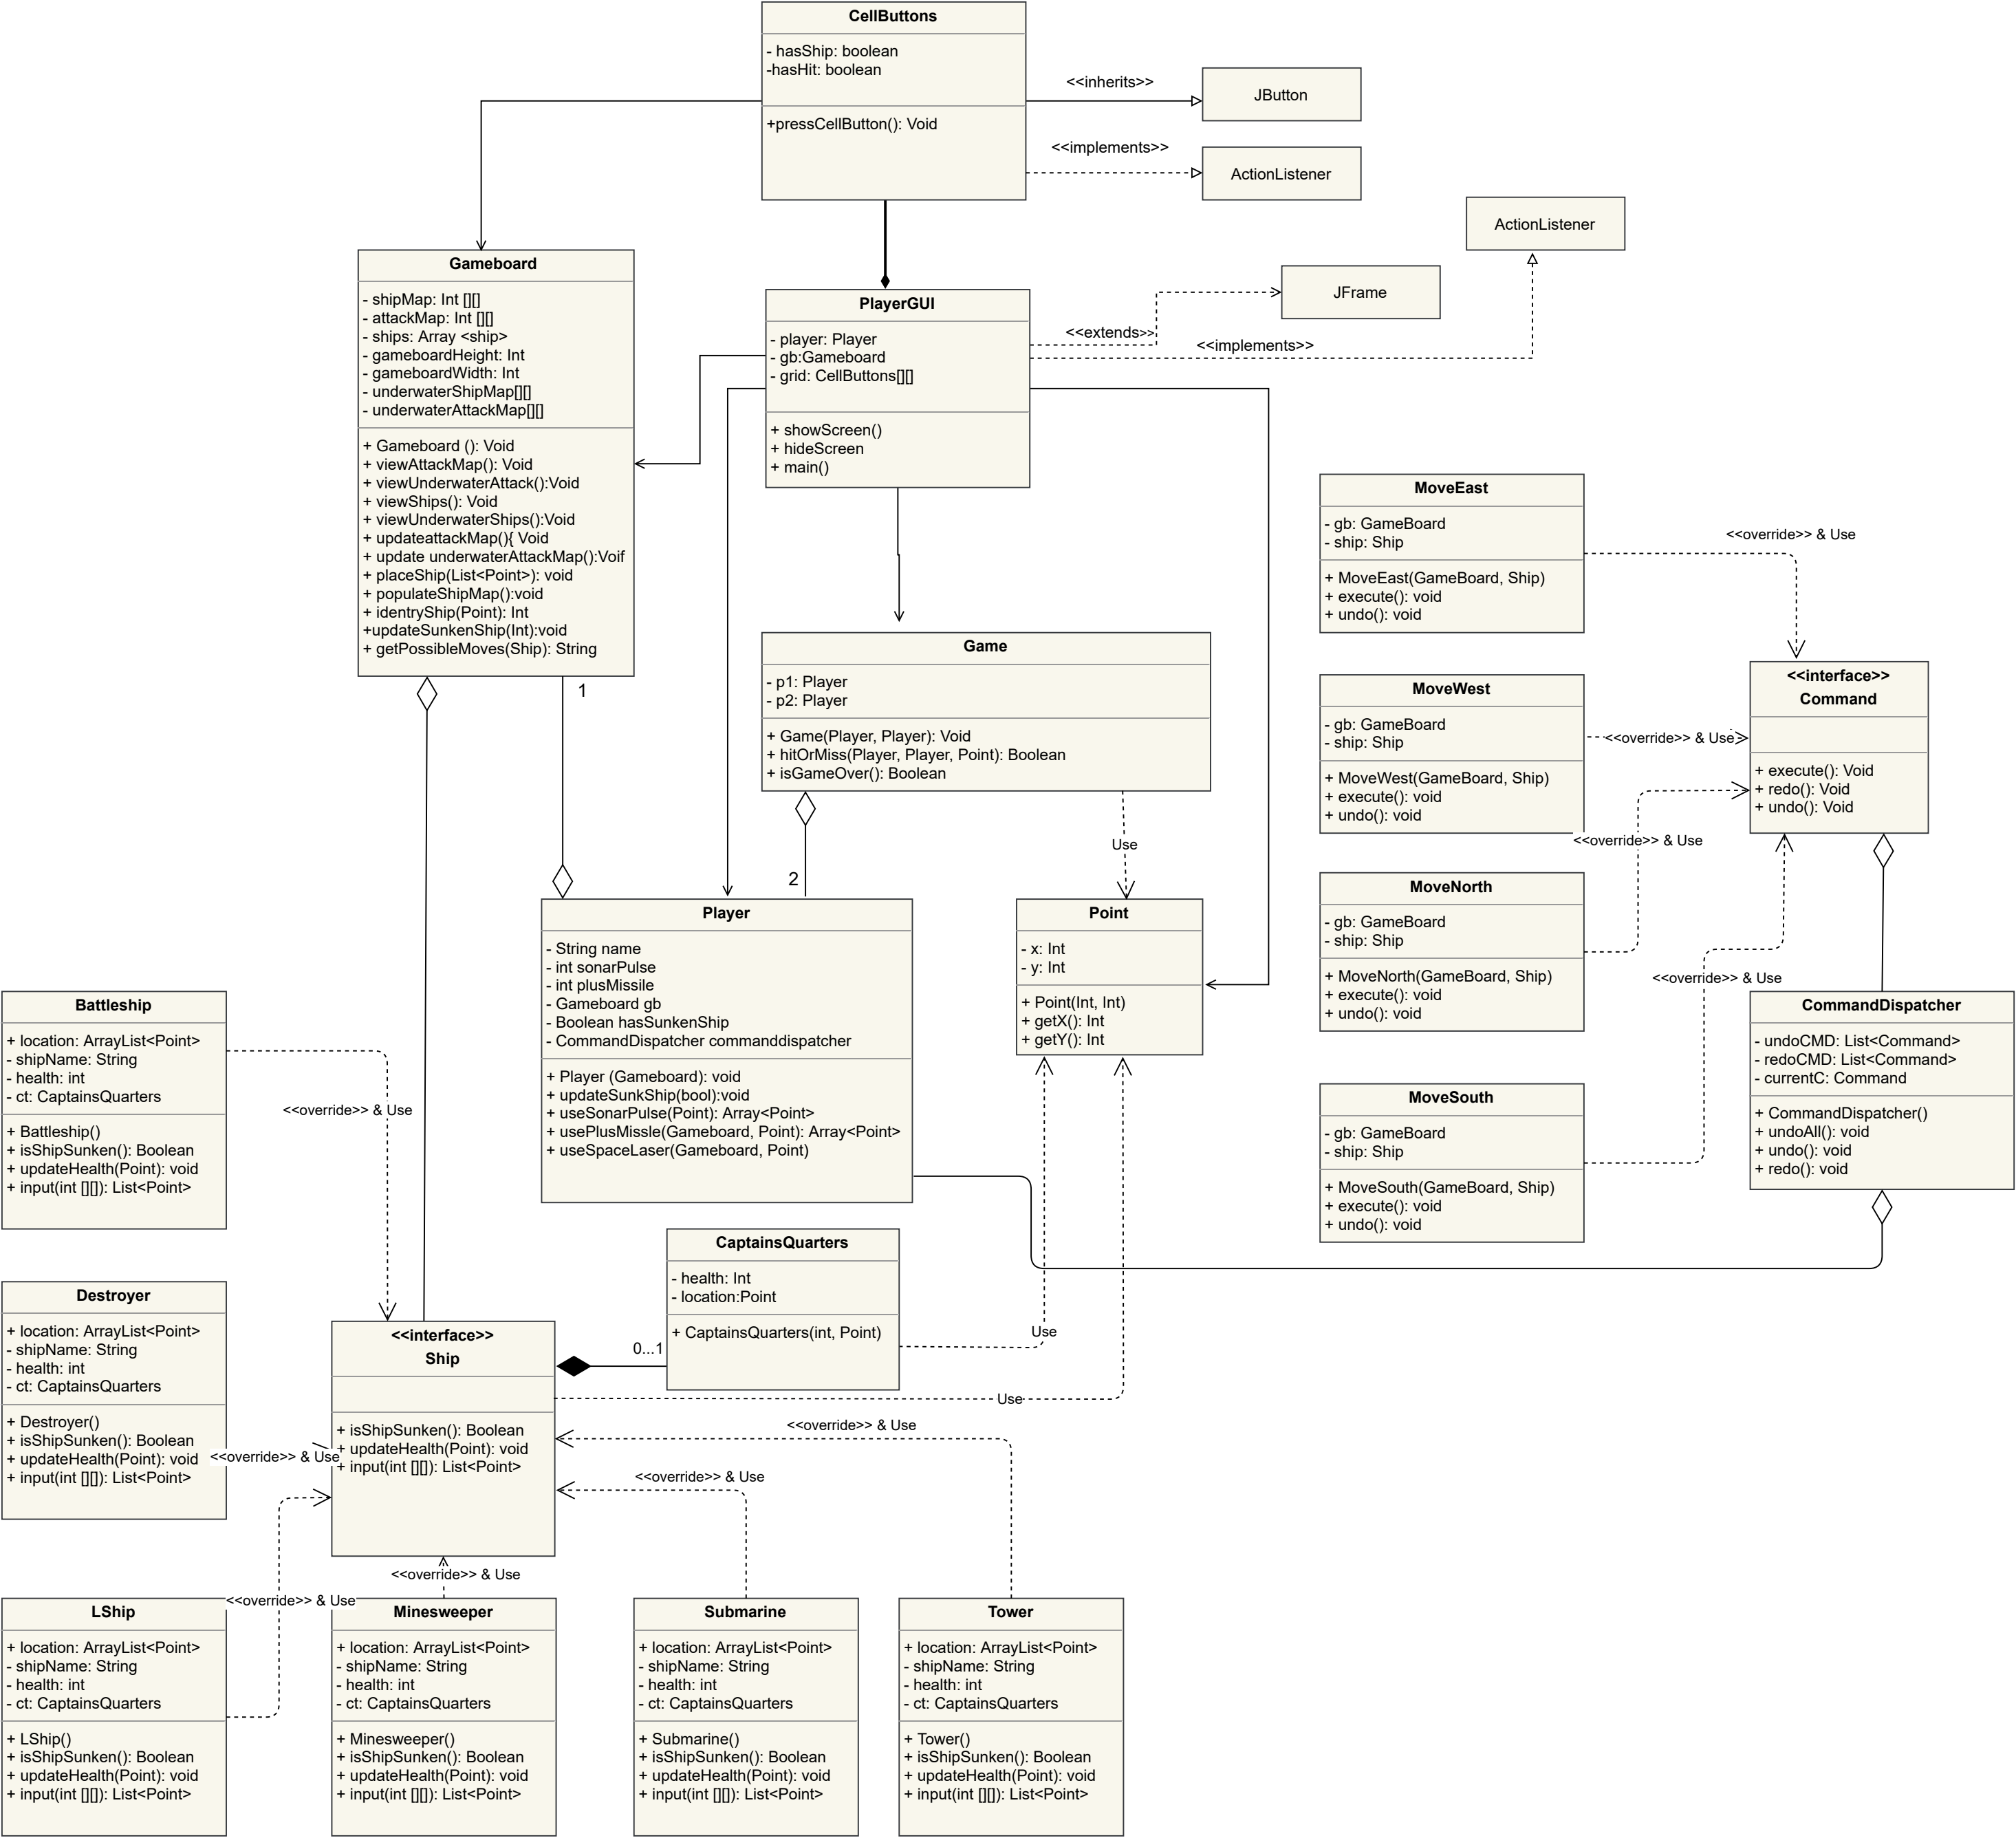 CellButtons
- hasShip: boolean
-hasHit: boolean
+pressCellButton(): Void
<<inherits>>
JButton
<<implements>>
ActionListener
ActionListener
Gameboard
- shipMap: Int [][]
- attackMap: Int [][]
- ships: Array <ship>
- gameboardHeight: Int
- gameboardWidth: Int
- underwaterShipMap[][]
- underwaterAttackMap[][]
+ Gameboard (): Void
+ viewAttackMap(): Void
+ viewUnderwaterAttack():Void
+ viewShips(): Void
+ viewUnderwaterShips():Void
+ updateattackMap(){ Void
+ update underwaterAttackMap():Voif
+ placeShip(List<Point>): void
+ populateShipMap():void
+ identryShip(Point): Int
+updateSunkenShip(Int):void
+ getPossibleMoves(Ship): String
1
PlayerGUI
- player: Player
- gb:Gameboard
- grid: CellButtons[][]
+ showScreen()
+ hideScreen
+ main()
<<extends>>
JFrame
<<implements>>
Game
- p1: Player
- p2: Player
+ Game(Player, Player): Void
+ hitOrMiss(Player, Player, Point): Boolean
+ isGameOver(): Boolean
2
Use
MoveEast
- gb: GameBoard
- ship: Ship
+ MoveEast(GameBoard, Ship)
+ execute(): void
+ undo(): void
<<override>> & Use
MoveWest
- gb: GameBoard
- ship: Ship
+ MoveWest(GameBoard, Ship)
+ execute(): void
+ undo(): void
<<override>> & Use
<<interface>>
Command
+ execute(): Void
+ redo(): Void
+ undo(): Void
<<override>> & Use
MoveNorth
- gb: GameBoard
- ship: Ship
+ MoveNorth(GameBoard, Ship)
+ execute(): void
+ undo(): void
<<override>> & Use
MoveSouth
- gb: GameBoard
- ship: Ship
+ MoveSouth(GameBoard, Ship)
+ execute(): void
+ undo(): void
CommandDispatcher
- undoCMD: List<Command>
- redoCMD: List<Command>
- currentC: Command
+ CommandDispatcher()
+ undoAll(): void
+ undo(): void
+ redo(): void
Player
- String name
- int sonarPulse
- int plusMissile
- Gameboard gb
- Boolean hasSunkenShip
- CommandDispatcher commanddispatcher
+ Player (Gameboard): void
+ updateSunkShip(bool):void
+ useSonarPulse(Point): Array<Point>
+ usePlusMissle(Gameboard, Point): Array<Point>
+ useSpaceLaser(Gameboard, Point)
Point
- x: Int
- y: Int
+ Point(Int, Int)
+ getX(): Int
+ getY(): Int
Battleship
+ location: ArrayList<Point>
- shipName: String
- health: int
- ct: CaptainsQuarters
+ Battleship()
+ isShipSunken(): Boolean
+ updateHealth(Point): void
+ input(int [][]): List<Point>
<<override>> & Use
CaptainsQuarters
- health: Int
- location:Point
+ CaptainsQuarters(int, Point)
Use
0...1
Use
Destroyer
+ location: ArrayList<Point>
- shipName: String
- health: int
- ct: CaptainsQuarters
+ Destroyer()
+ isShipSunken(): Boolean
+ updateHealth(Point): void
+ input(int [][]): List<Point>
<<override>> & Use
<<interface>>
Ship
+ isShipSunken(): Boolean
+ updateHealth(Point): void
+ input(int [][]): List<Point>
<<override>> & Use
<<override>> & Use
<<override>> & Use
<<override>> & Use
LShip
+ location: ArrayList<Point>
- shipName: String
- health: int
- ct: CaptainsQuarters
+ LShip()
+ isShipSunken(): Boolean
+ updateHealth(Point): void
+ input(int [][]): List<Point>
Minesweeper
+ location: ArrayList<Point>
- shipName: String
- health: int
- ct: CaptainsQuarters
+ Minesweeper()
+ isShipSunken(): Boolean
+ updateHealth(Point): void
+ input(int [][]): List<Point>
Submarine
+ location: ArrayList<Point>
- shipName: String
- health: int
- ct: CaptainsQuarters
+ Submarine()
+ isShipSunken(): Boolean
+ updateHealth(Point): void
+ input(int [][]): List<Point>
Tower
+ location: ArrayList<Point>
- shipName: String
- health: int
- ct: CaptainsQuarters
+ Tower()
+ isShipSunken(): Boolean
+ updateHealth(Point): void
+ input(int [][]): List<Point>